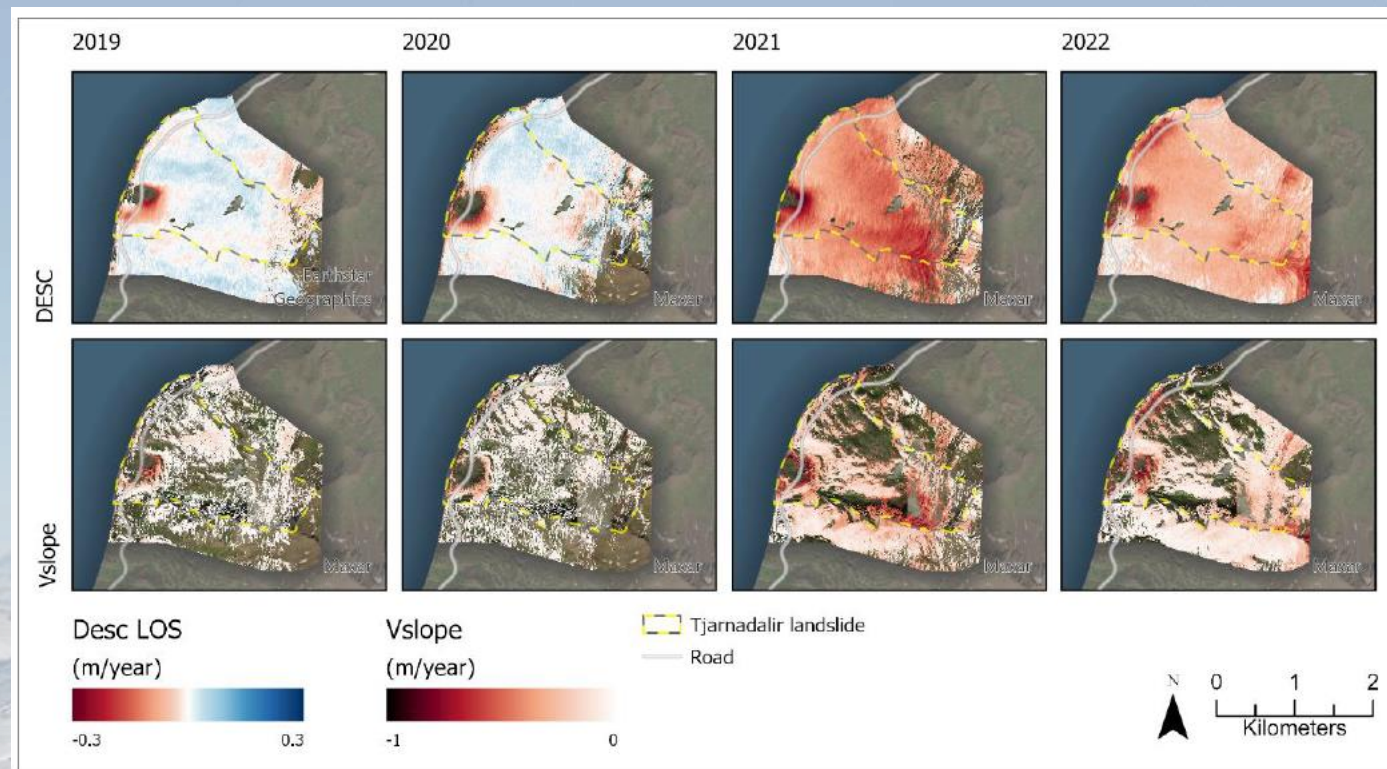 2019
2020
2021
2022
DESC
Earthstar
Geographics
Maxar
Maxar
Maxar
Vslope
Maxar
Maxar
Maxar
Maxar
Desc LOS
(m/year)
-0.3
0.3
Vslope
(m/year)
-1
0
Tjarnadalir landslide
Road
N
0
1
2
Kilometers